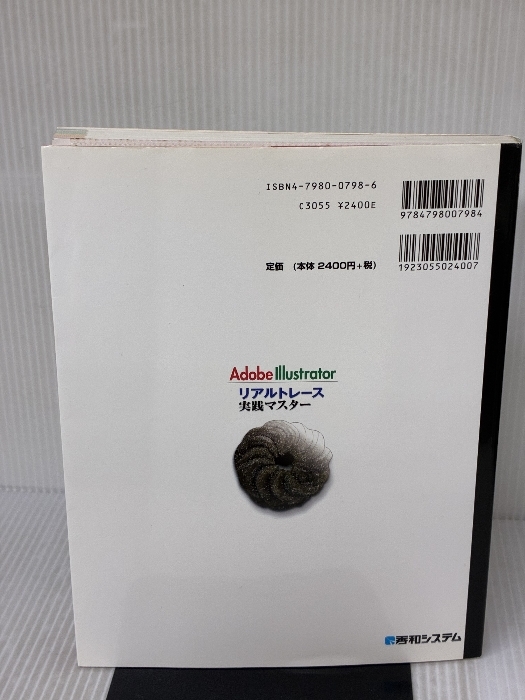 ISBN4-7980-0798-6
C3055 ¥2400E
定価 (本体2400円+税)
9784798007984
1923055024007
Adobe Illustrator
リアルトレース
実践マスター
秀和システム